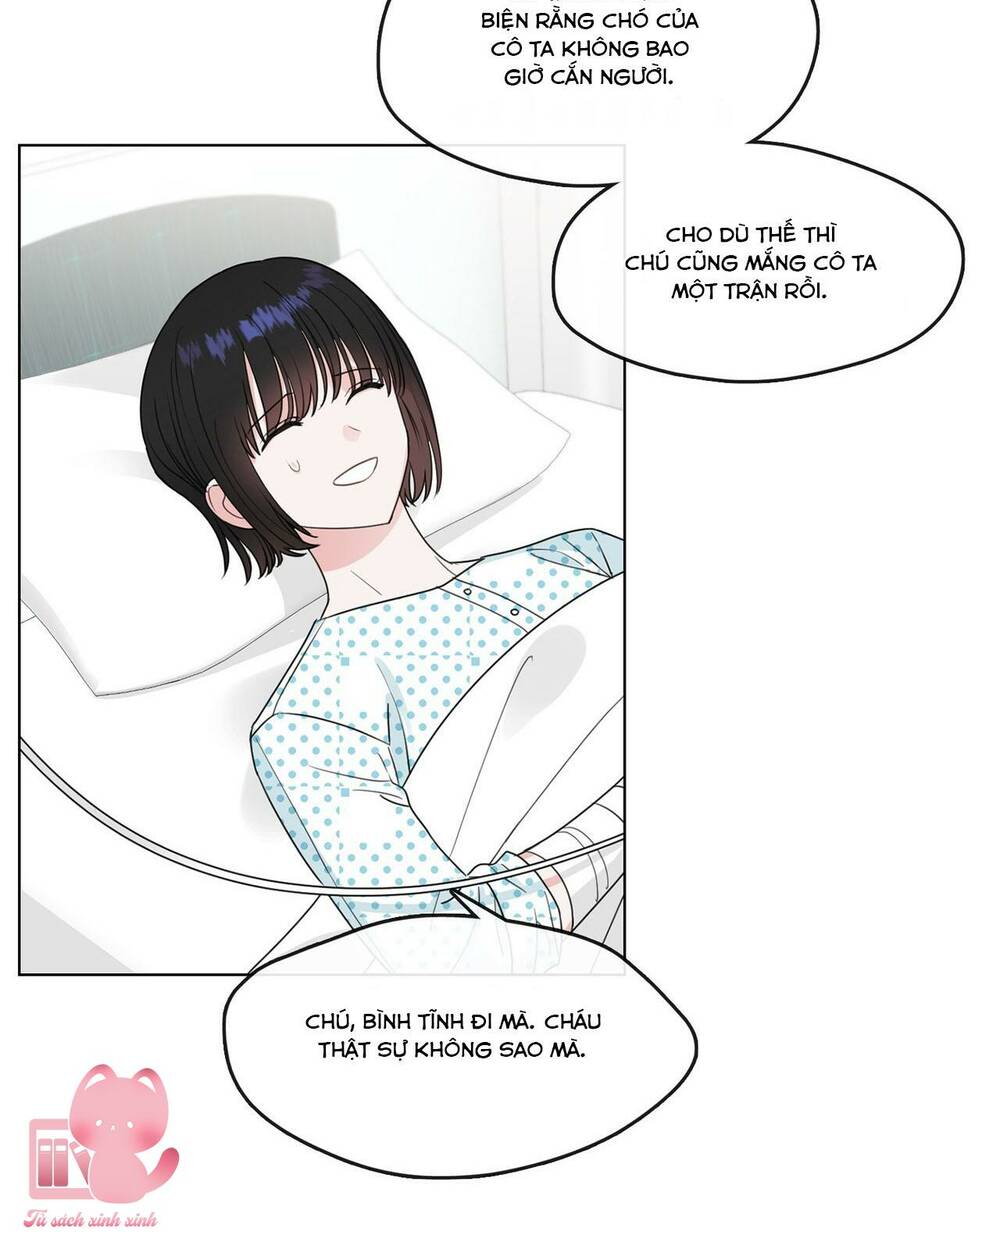 BIỆN RẰNG CHÓ CỦA
CÔ TA KHÔNG BAO
GIỜ CẮN NGƯỜI.
CHO DÙ THẾ THÌ
CHÚ CŨNG MẮNG CÔ TA
MỘT TRẬN RỒI.
CHÚ, BÌNH TĨNH ĐI MÀ. CHÁU
THẬT SỰ KHÔNG SAO MÀ.
Tủ sách xinh xinh